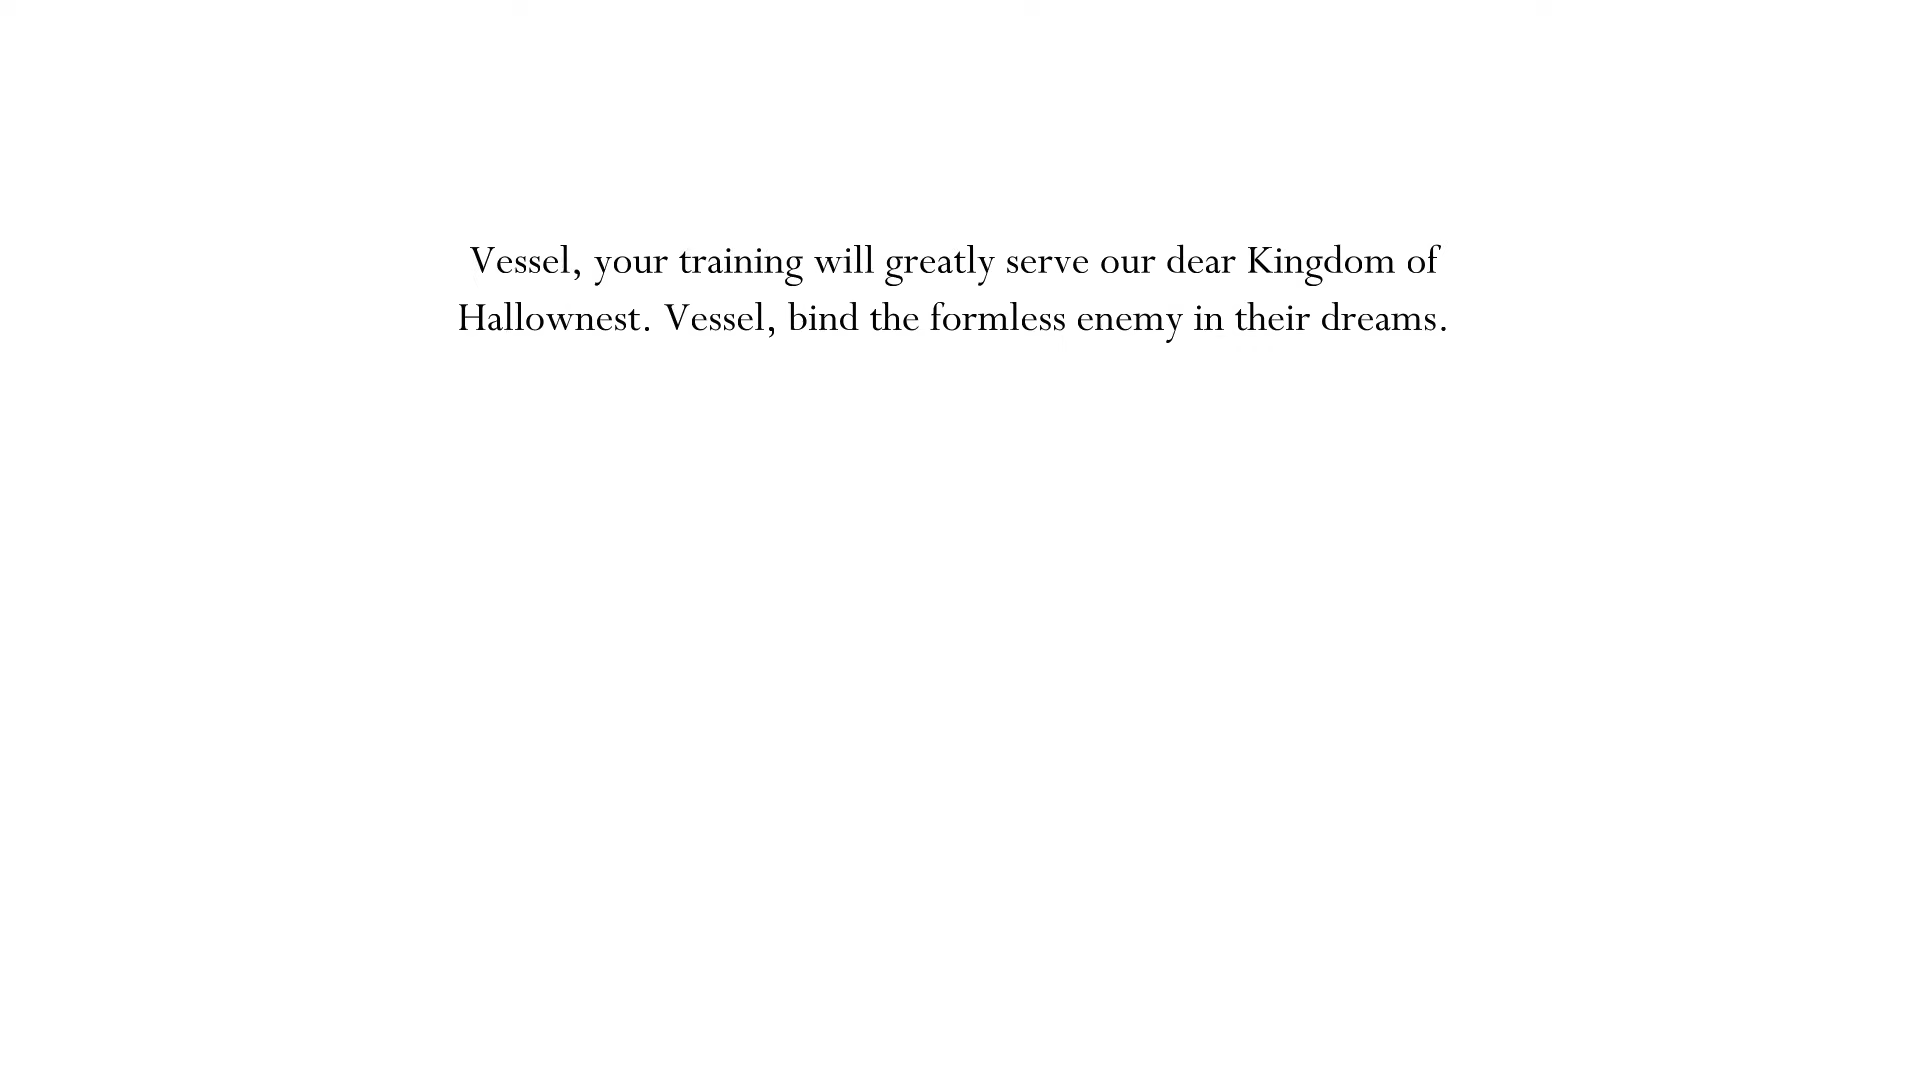 Vessel, your training will greatly serve our dear Kingdom of
Hallownest. Vessel, bind the formless enemy in their dreams.